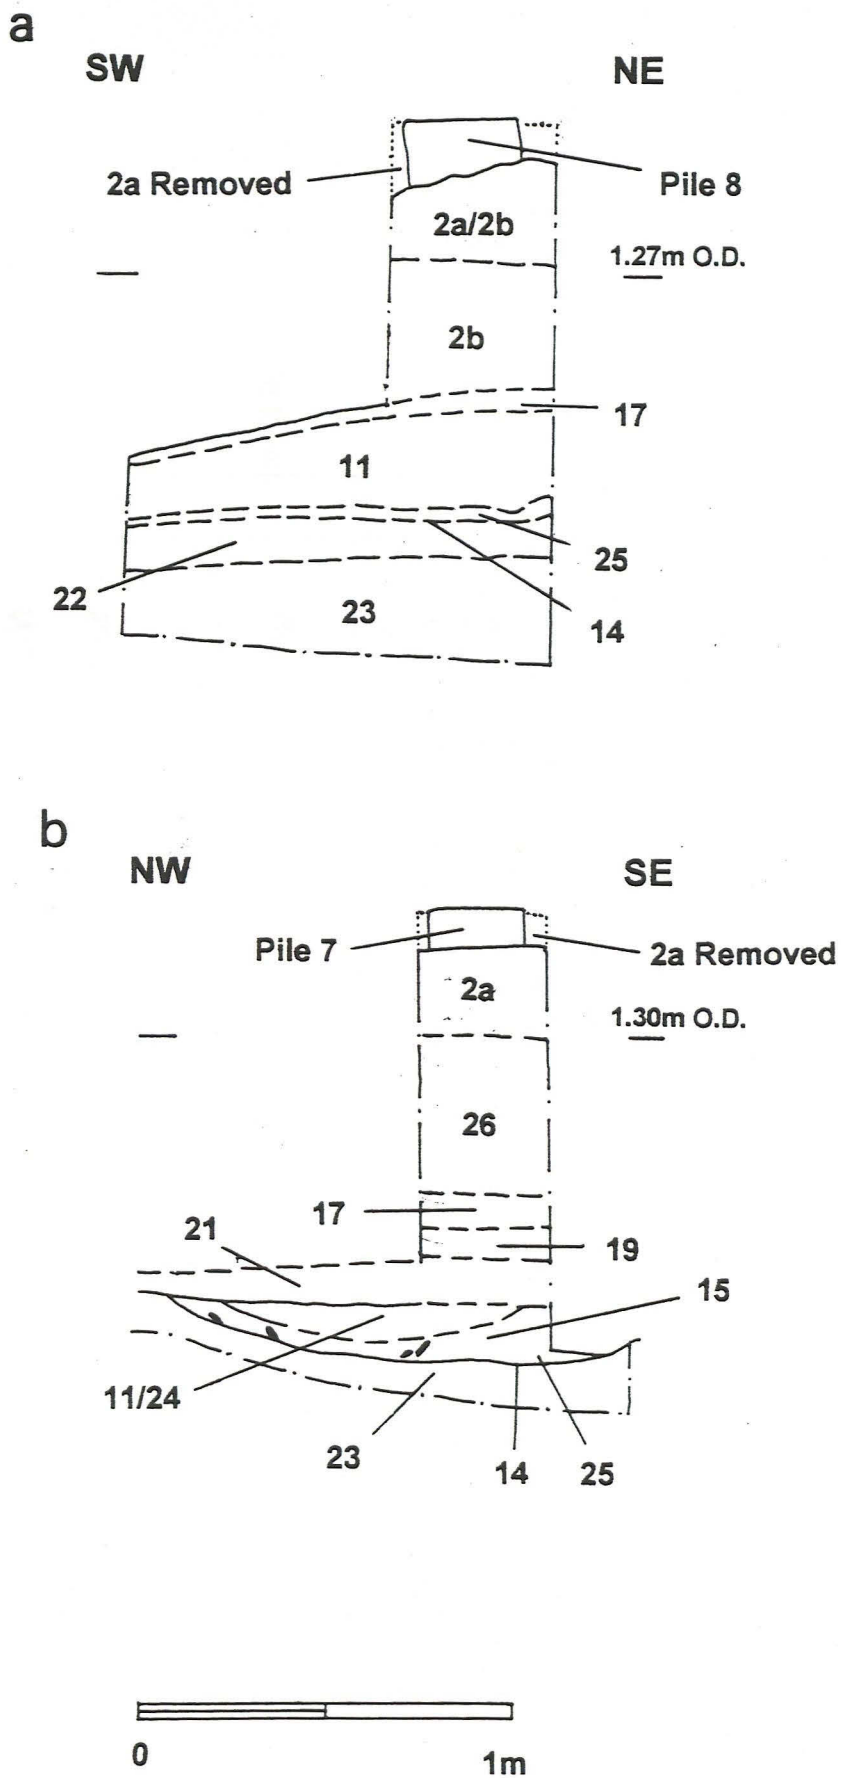 a
SW NE
2a Removed Pile 8
2a/2b
1.27m O.D.
2b
17
11
25
22
23
14
b
NW SE
Pile 7 2a Removed
2a
1.30m O.D.
26
17
21
19
15
11/24
23
14 25
0 1m